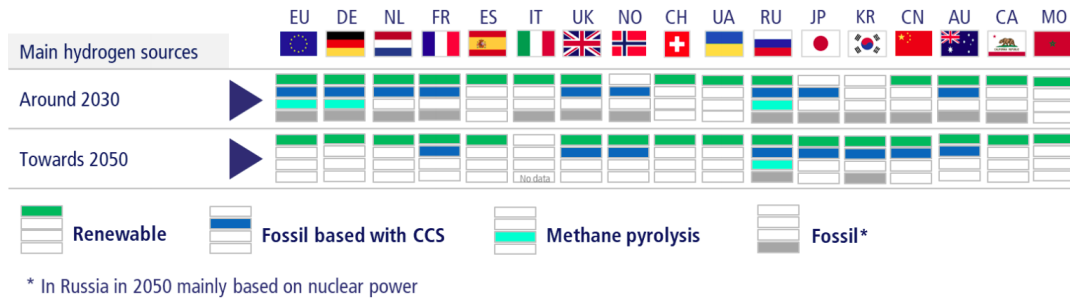 EU DE NL FR ES IT UK NO CH UA RU JP KR CN AU CA MO
Main hydrogen sources
Around 2030
Towards 2050
No data
Renewable
Fossil based with CCS
Methane pyrolysis
Fossil*
* In Russia in 2050 mainly based on nuclear power